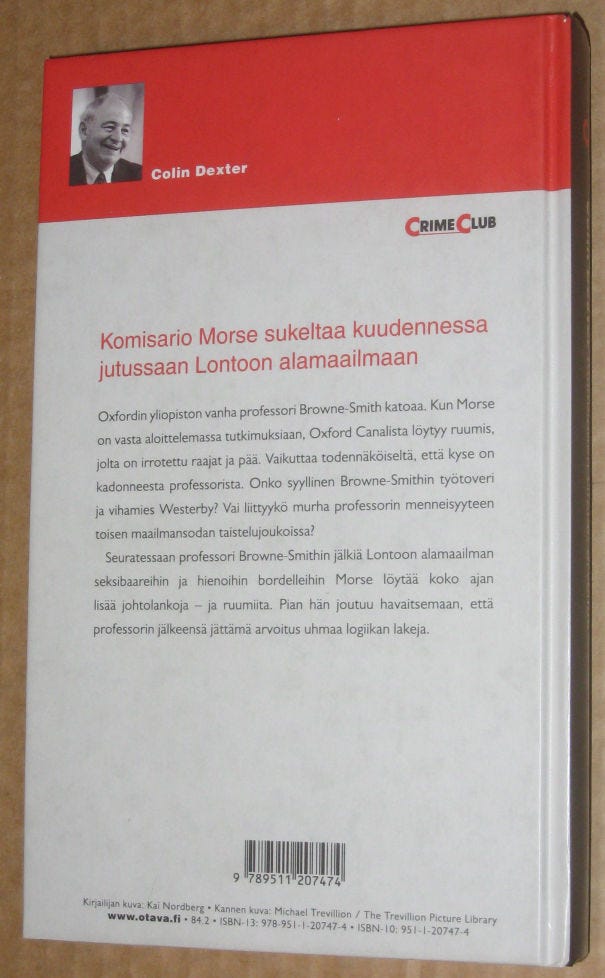 Colin Dexter
CRIME CLUB
Komisario Morse sukeltaa kuudennessa
jutussaan Lontoon alamaailmaan
Oxfordin yliopiston vanha professori Browne-Smith katoaa. Kun Morse
on vasta aloittelemassa tutkimuksiaan, Oxford Canalista löytyy ruumis,
jolta on irrotettu raajat ja pää. Vaikuttaa todennäköiseltä, että kyse on
kadonneesta professorista. Onko syyllinen Browne-Smithin työtoveri
ja vihamies Westerby? Vai liittyykö murha professorin menneisyyteen
toisen maailmansodan taistelujoukoissa?
Seuratessaan professori Browne-Smithin jälkiä Lontoon alamaailman
seksibaareihin ja hienoihin bordelleihin Morse löytää koko ajan
lisää johtolankoja – ja ruumiita. Pian hän joutuu havaitsemaan, että
professorin jälkeensä jättämä arvoitus uhmaa logiikan lakeja.
9 789511 207474
Kirjailijan kuva: Kai Nordberg • Kannen kuva: Michael Trevillion / The Trevillion Picture Library
www.otava.fi • 84.2 • ISBN-13: 978-951-1-20747-4 • ISBN-10: 951-1-20747-4